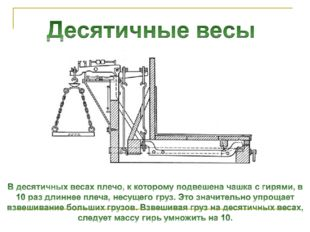 Десятичные весы
В десятичных весах плечо, к которому подвешена чашка с гирями, в
10 раз длиннее плеча, несущего груз. Это значительно упрощает
взвешивание больших грузов. Взвешивая груз на десятичных весах,
следует массу гирь умножить на 10.